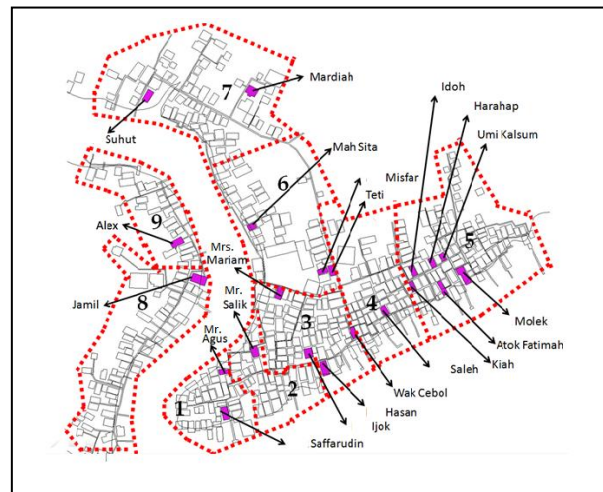 Idoh
Harahap
Umi Kalsum
Mardiah
7
Suhut
Mah Sita
Misfar
Teti
6
9
Alex
Mrs.
Mariam
5
8
Jamil
Mr.
Salik
3
4
Molek
Mr.
Agus
Atok Fatimah
Kiah
Saleh
2
1
Wak Cebol
Hasan
Ijok
Saffarudin